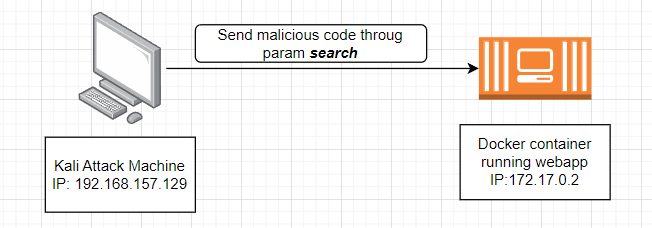 Send malicious code throug
param search
Kali Attack Machine
IP: 192.168.157.129
Docker container
running webapp
IP:172.17.0.2